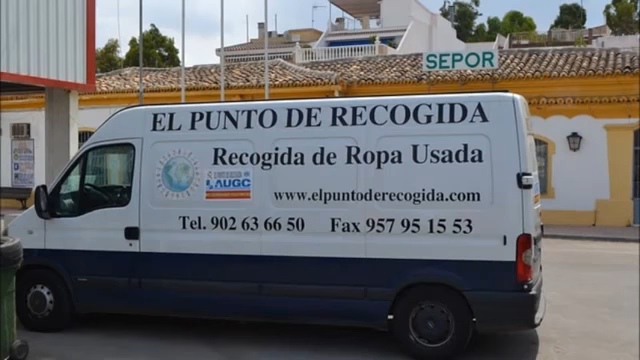 SEPOR
EL PUNTO DE RECOGIDA
Recogida de Ropa Usada
AUGC
www.elpuntoderecogida.com
Tel. 902 63 66 50 Fax 957 95 15 53